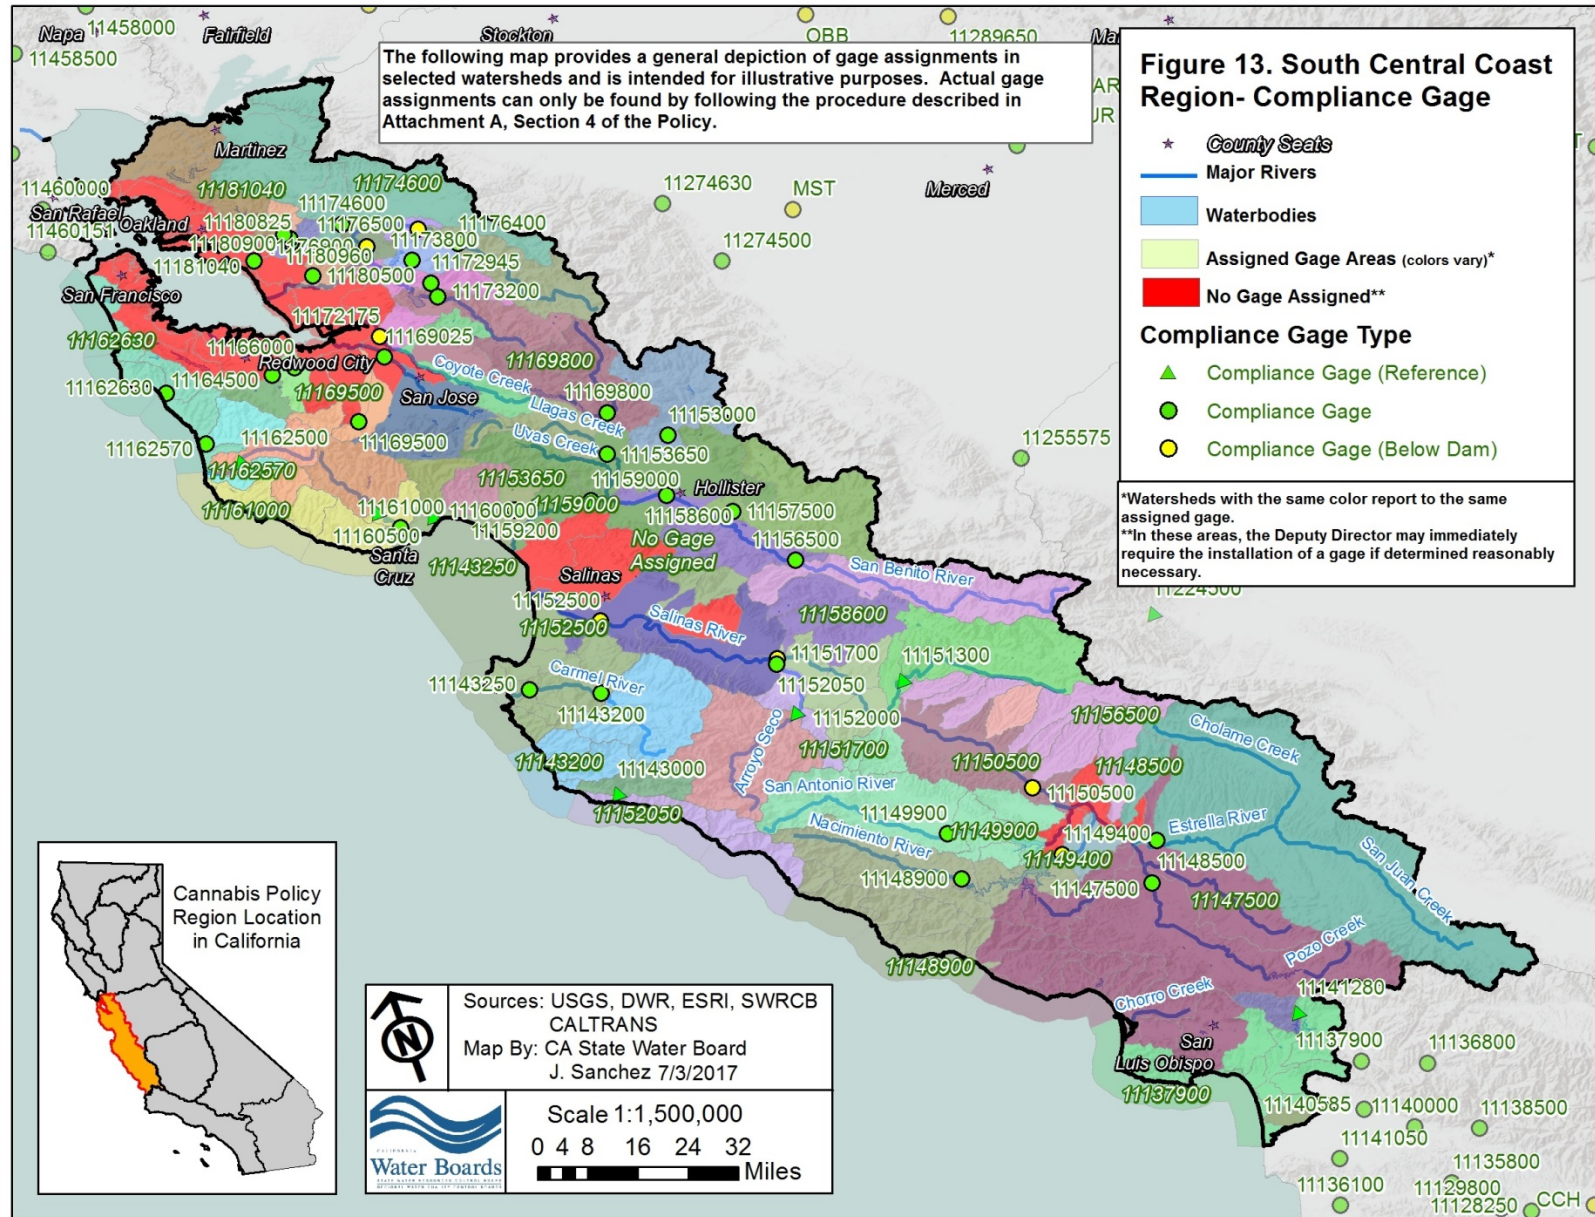 Napa
11458000
11458500
Fairfield
Stockton
OBB
11289650
The following map provides a general depiction of gage assignments in
selected watersheds and is intended for illustrative purposes. Actual gage
assignments can only be found by following the procedure described in
Attachment A, Section 4 of the Policy.
Figure 13. South Central Coast
Region- Compliance Gage
County Seats
Major Rivers
Waterbodies
Assigned Gage Areas (colors vary)*
No Gage Assigned**
Compliance Gage Type
Compliance Gage (Reference)
Compliance Gage
Compliance Gage (Below Dam)
*Watersheds with the same color report to the same
assigned gage.
**In these areas, the Deputy Director may immediately
require the installation of a gage if determined reasonably
necessary.
Martinez
11181040
11174600
11460000
San Rafael
Oakland
11460151
11174600
11180825
11176500
11176400
11180900
11176900
11173800
11181040
11180960
11180500
11172945
11173200
11274630
MST
Merced
11274500
San Francisco
11172175
11162630
11166000
11169025
Redwood City
11169800
11162630
11164500
11169500
Coyote Creek
San Jose
Llagas Creek
11169800
11153000
Uvas Creek
11162570
11162500
11169500
11153650
11255575
11162570
11153650
11159000
Hollister
11161000
11161000
11160000
11159000
11158600
11157500
11160500
11159200
No Gage
Assigned
11156500
Santa
Cruz
11143250
Salinas
San Benito River
11224500
11152500
11152500
Salinas River
11158600
11151700
11151300
11143250
Carmel River
11152050
11143200
11152000
11156500
Cholame Creek
Arroyo Seco
11151700
11143200
11143000
11150500
11148500
San Antonio River
11150500
11152050
11149900
11149900
11149400
Estrella River
Nacimiento River
11149400
11148500
San Juan Creek
11148900
11147500
11147500
Pozo Creek
11148900
11141280
Chorro Creek
San
Luis Obispo
11137900
11136800
11137900
11140585
11140000
11138500
11141050
11135800
11136100
11129800
11128250
CCH
Cannabis Policy
Region Location
in California
N
Sources: USGS, DWR, ESRI, SWRCB
CALTRANS
Map By: CA State Water Board
J. Sanchez 7/3/2017
CALIFORNIA
Water Boards
Scale 1:1,500,000
0 4 8 16 24 32
Miles